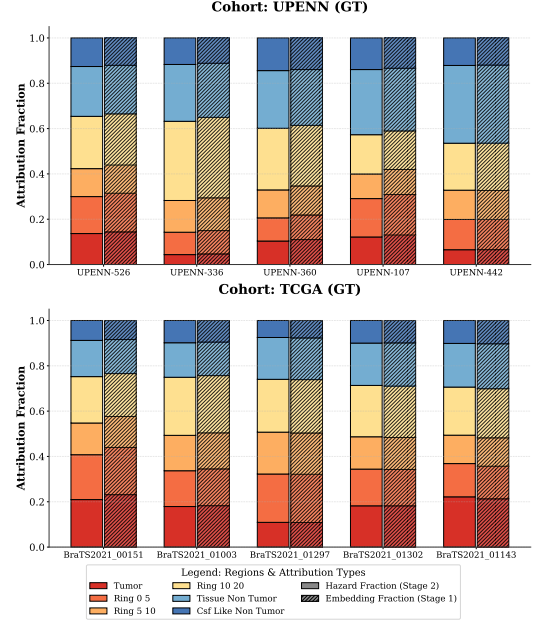 Cohort: UPENN (GT)
Attribution Fraction
1.0
0.8
0.6
0.4
0.2
0.0
UPENN-526 UPENN-336 UPENN-360 UPENN-107 UPENN-442
Cohort: TCGA (GT)
Attribution Fraction
1.0
0.8
0.6
0.4
0.2
0.0
BraTS2021_00151 BraTS2021_01003 BraTS2021_01297 BraTS2021_01302 BraTS2021_01143
Legend: Regions & Attribution Types
Tumor Ring 10 20 Hazard Fraction (Stage 2)
Ring 0 5 Tissue Non Tumor Embedding Fraction (Stage 1)
Ring 5 10 Csf Like Non Tumor